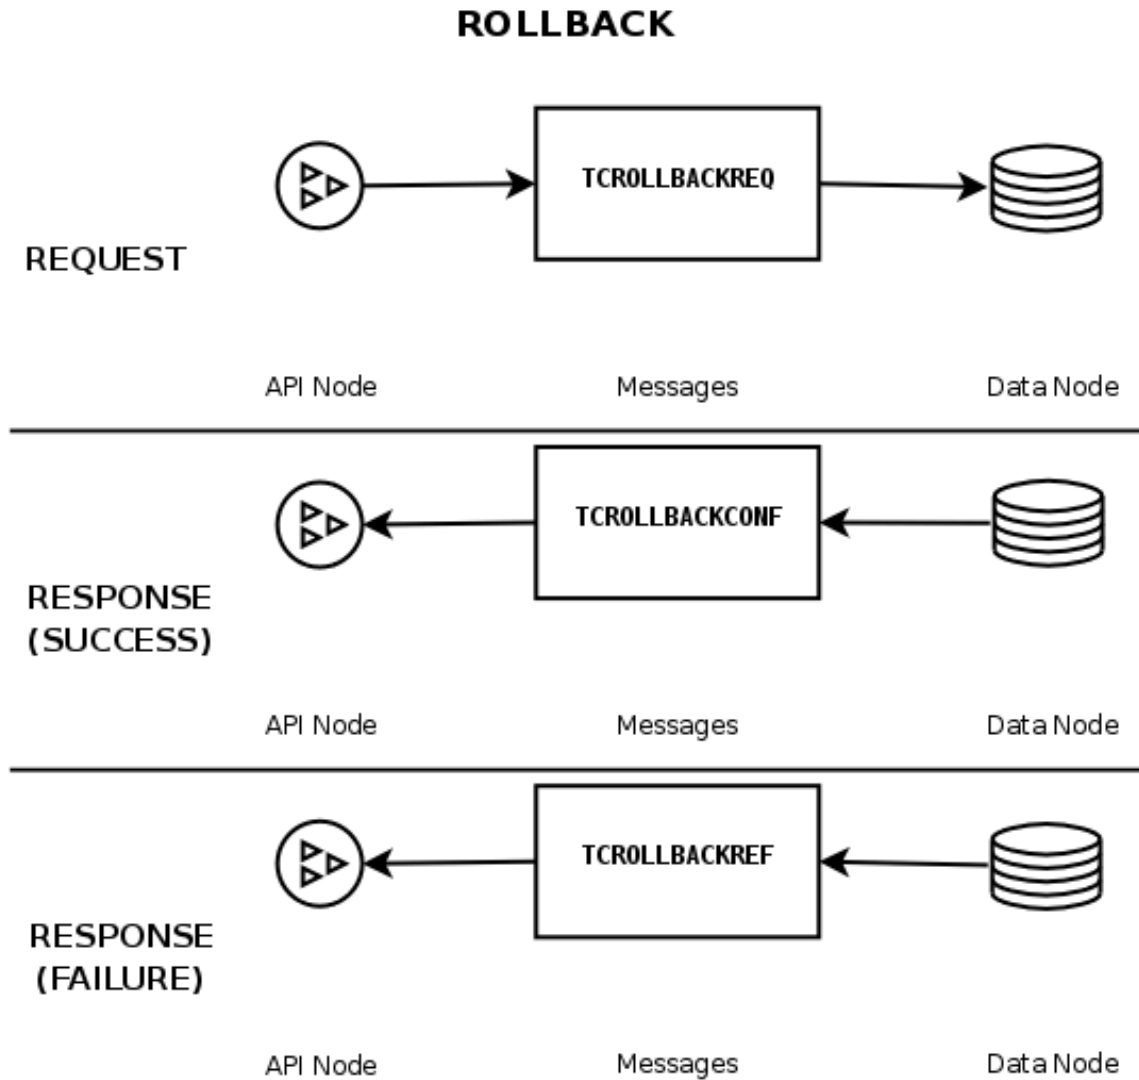 ROLLBACK
TCROLLBACKREQ
REQUEST
API Node
Messages
Data Node
TCROLLBACKCONF
RESPONSE
(SUCCESS)
API Node
Messages
Data Node
TCROLLBACKREF
RESPONSE
(FAILURE)
API Node
Messages
Data Node